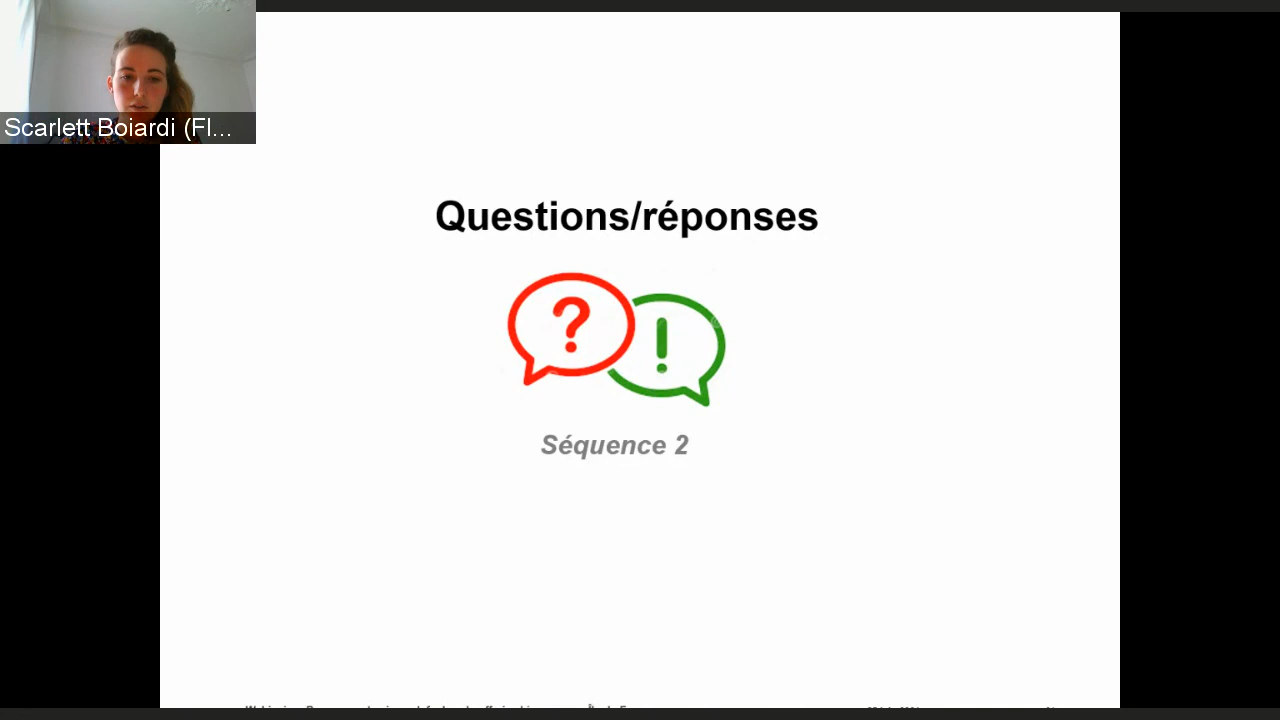 Scarlett Boiardi (Fl...
Questions/réponses
?
!
Séquence 2